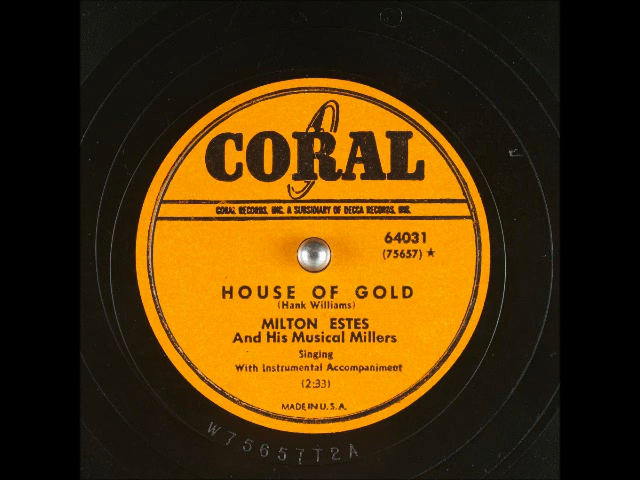 CORAL
CORAL RECORDS, INC. A SUBSIDIARY OF DECCA RECORDS, INC.
64031
(75657) ★
HOUSE OF GOLD
(Hank Williams)
MILTON ESTES
And His Musical Millers
Singing
With Instrumental Accompaniment
(2:33)
MADE IN U.S.A.
W75657T2A